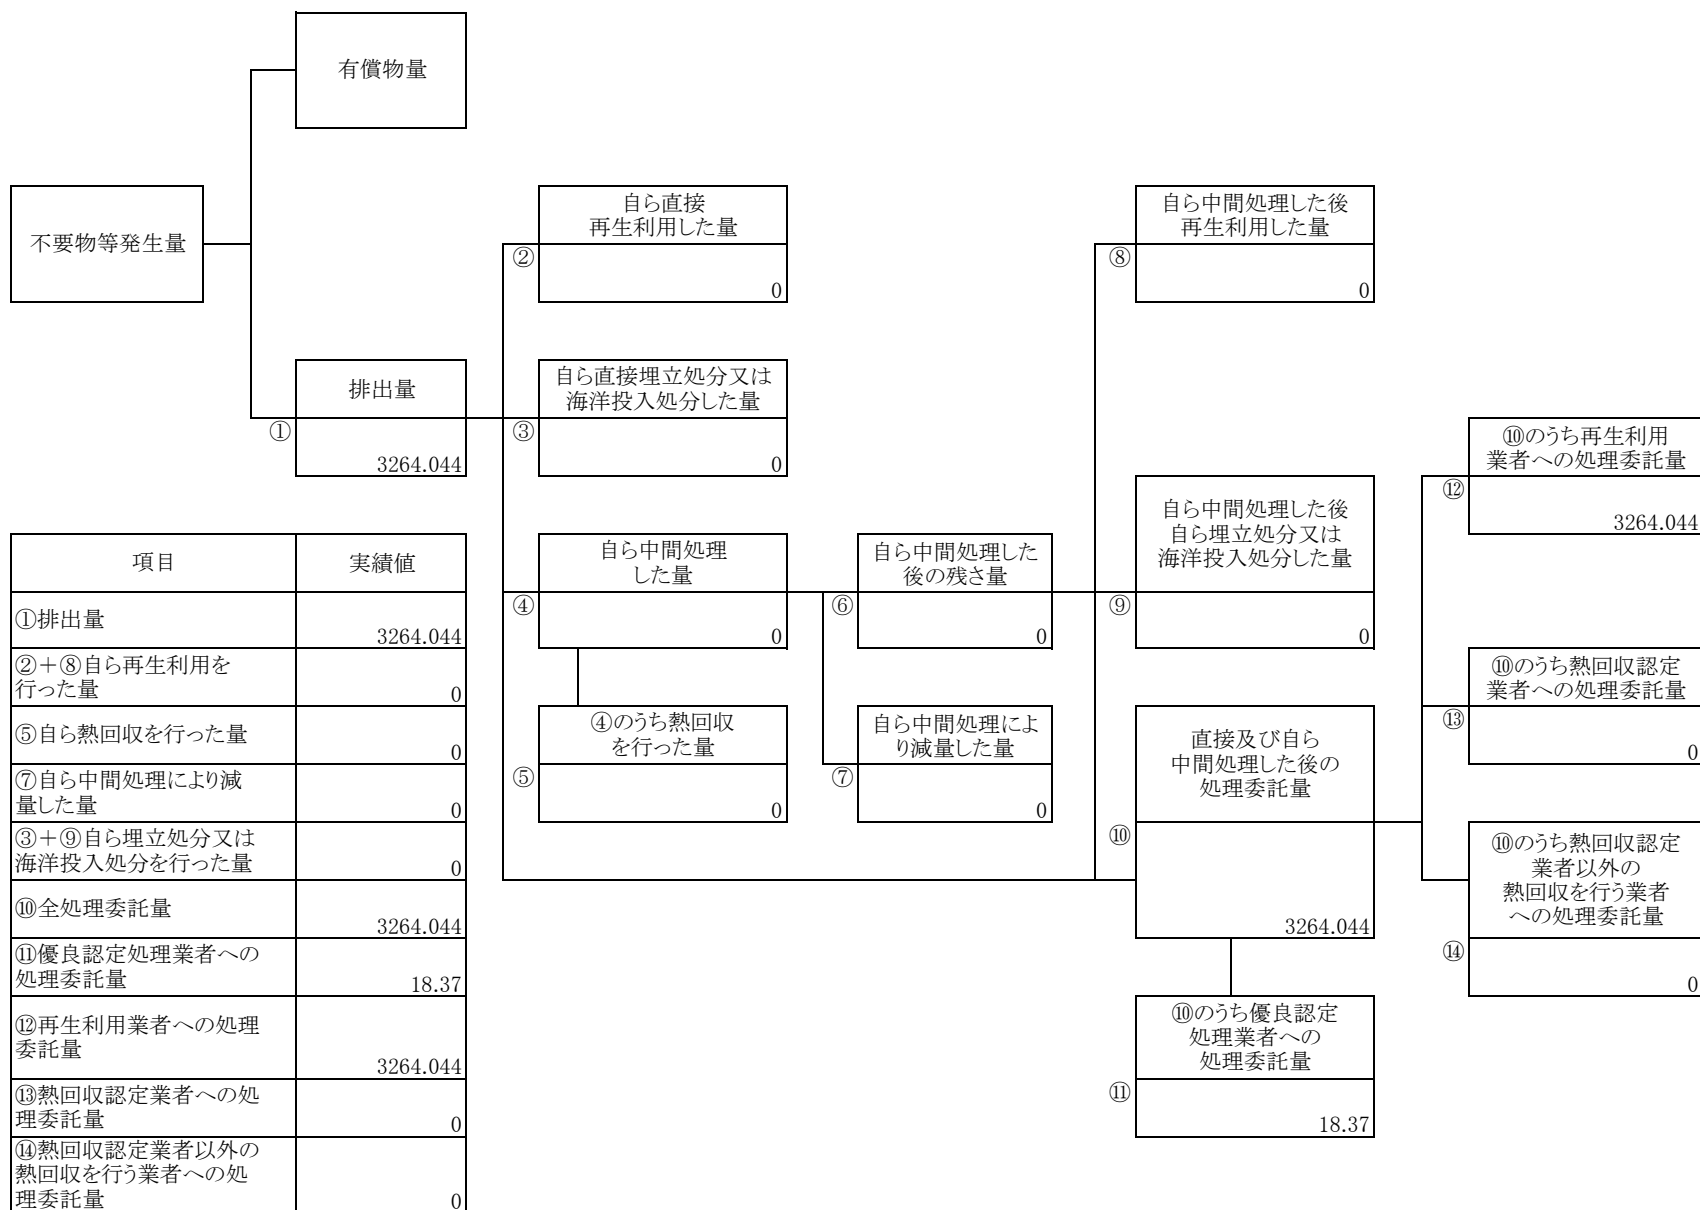 有償物量
不要物等発生量
自ら直接
再生利用した量
②
0
自ら中間処理した後
再生利用した量
⑧
0
排出量
①
3264.044
自ら直接埋立処分又は
海洋投入処分した量
③
0
⑩のうち再生利用
業者への処理委託量
⑫
3264.044
自ら中間処理
した量
④
0
自ら中間処理した
後の残さ量
⑥
0
自ら中間処理した後
自ら埋立処分又は
海洋投入処分した量
⑨
0
⑩のうち熱回収認定
業者への処理委託量
⑬
0
④のうち熱回収
を行った量
⑤
0
自ら中間処理によ
り減量した量
⑦
0
直接及び自ら
中間処理した後の
処理委託量
⑩
3264.044
⑩のうち熱回収認定
業者以外の
熱回収を行う業者
への処理委託量
⑭
0
⑩のうち優良認定
処理業者への
処理委託量
⑪
18.37
項目 実績値
①排出量
3264.044
②+⑧自ら再生利用を
行った量
0
⑤自ら熱回収を行った量
0
⑦自ら中間処理により減
量した量
0
③+⑨自ら埋立処分又は
海洋投入処分を行った量
0
⑩全処理委託量
3264.044
⑪優良認定処理業者への
処理委託量
18.37
⑫再生利用業者への処理
委託量
3264.044
⑬熱回収認定業者への処
理委託量
0
⑭熱回収認定業者以外の
熱回収を行う業者への処
理委託量
0